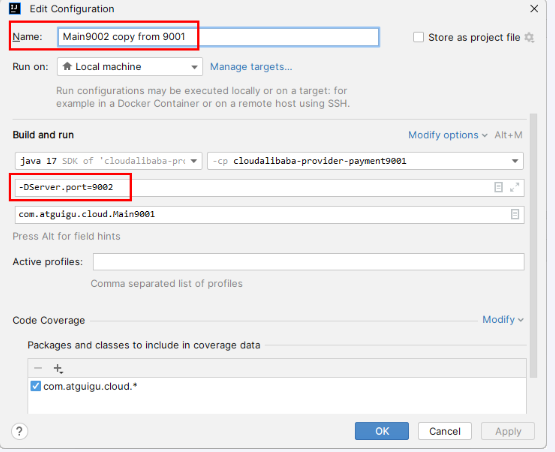 Edit Configuration
Name: Main9002 copy from 9001 Store as project file
Run on: Local machine Manage targets...
Run configurations may be executed locally or on a target: for
example in a Docker Container or on a remote host using SSH.
Build and run Modify options Alt+M
java 17 SDK of 'cloudalibaba-pro -cp cloudalibaba-provider-payment9001
-DServer.port=9002
com.atguigu.cloud.Main9001
Press Alt for field hints
Active profiles:
Comma separated list of profiles
Code Coverage Modify
Packages and classes to include in coverage data
com.atguigu.cloud.*
? OK Cancel Apply